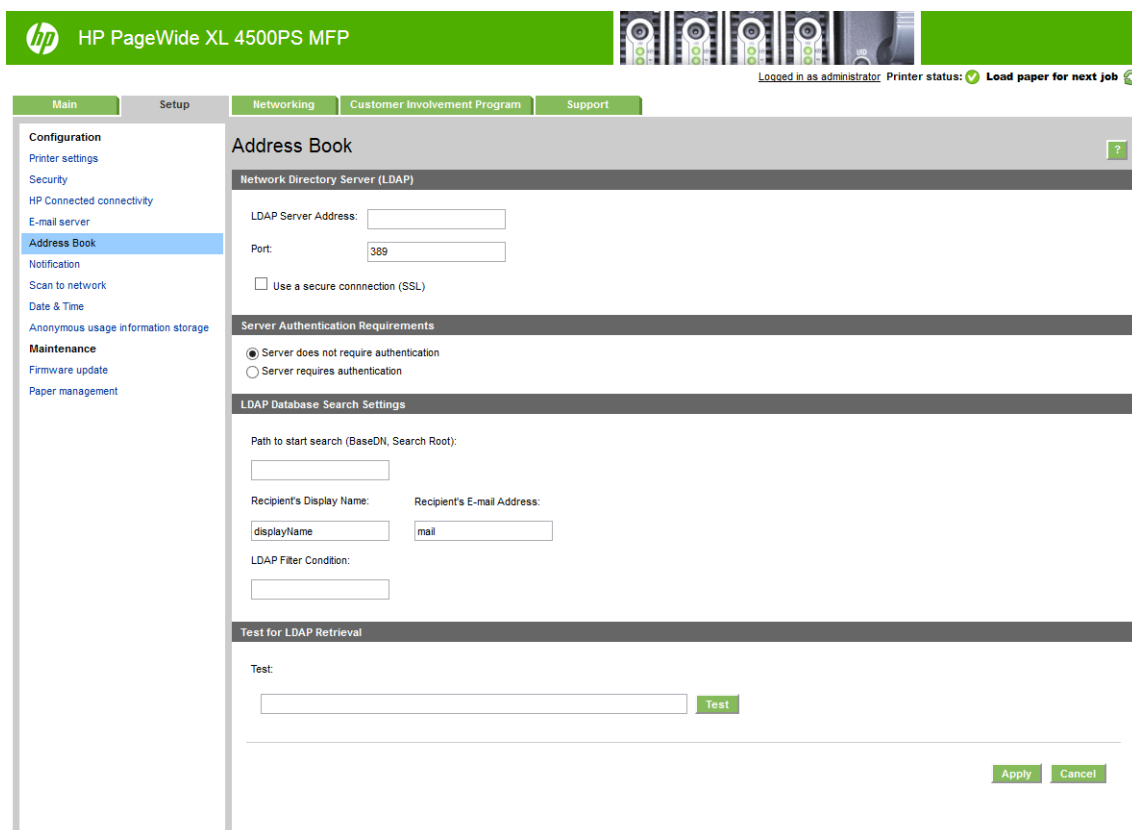 hp HP PageWide XL 4500PS MFP
UID
Logged in as administrator Printer status: Load paper for next job
Main Setup Networking Customer Involvement Program Support
Configuration
Printer settings
Security
HP Connected connectivity
E-mail server
Address Book
Notification
Scan to network
Date & Time
Anonymous usage information storage
Maintenance
Firmware update
Paper management
Address Book
?
Network Directory Server (LDAP)
LDAP Server Address:
Port: 389
Use a secure connnection (SSL)
Server Authentication Requirements
Server does not require authentication
Server requires authentication
LDAP Database Search Settings
Path to start search (BaseDN, Search Root):
Recipient's Display Name: Recipient's E-mail Address:
displayName mail
LDAP Filter Condition:
Test for LDAP Retrieval
Test:
Test
Apply Cancel